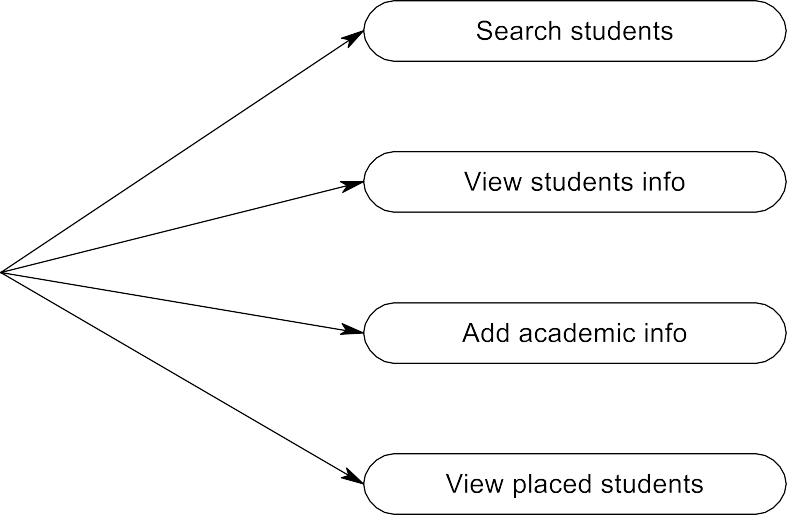 Search students
View students info
Add academic info
View placed students